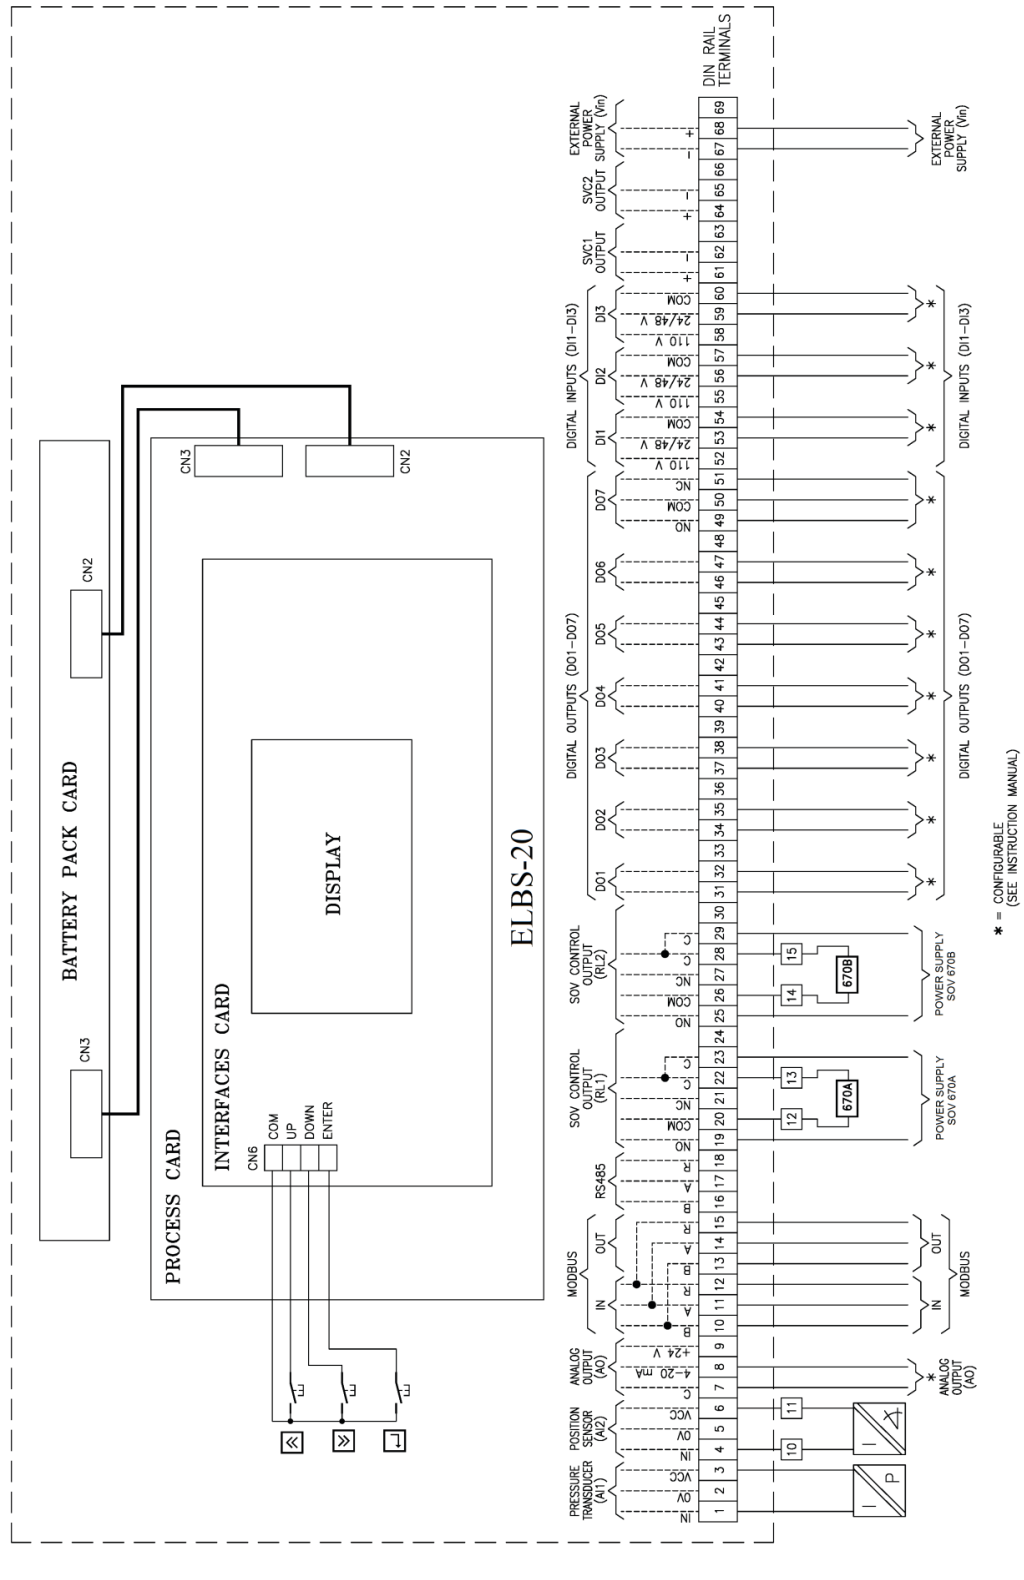 BATTERY PACK CARD
CN3
CN2
PROCESS CARD
CN3
CN2
INTERFACES CARD
DISPLAY
ELBS-20
CN6
COM
UP
DOWN
ENTER
PRESSURE
TRANSDUCER
(AI1)
POSITION
SENSOR
(AI2)
ANALOG
OUTPUT
(AO)
MODBUS
IN
OUT
RS485
SOV CONTROL
OUTPUT
(RL1)
SOV CONTROL
OUTPUT
(RL2)
DIGITAL OUTPUTS (DO1-DO7)
DO1
DO2
DO3
DO4
DO5
DO6
DO7
DIGITAL INPUTS (DI1-DI3)
DI1
DI2
DI3
SVC1
OUTPUT
SVC2
OUTPUT
EXTERNAL
POWER
SUPPLY (Vin)
DIN RAIL
TERMINALS
IN 0V VCC IN 0V VCC C 4-20 mA +24 V B A R B A R B A R NO COM NC C C NO COM NC C C NO COM NC 110 V 24/48 V COM 110 V 24/48 V COM 110 V 24/48 V COM + - + - - +
1 2 3 4 5 6 7 8 9 10 11 12 13 14 15 16 17 18 19 20 21 22 23 24 25 26 27 28 29 30 31 32 33 34 35 36 37 38 39 40 41 42 43 44 45 46 47 48 49 50 51 52 53 54 55 56 57 58 59 60 61 62 63 64 65 66 67 68 69
10 11 12 13 14 15
I
P
I
670A
670B
* * * * * * * * * * *
ANALOG
OUTPUT
(AO)
IN
OUT
MODBUS
POWER SUPPLY
SOV 670A
POWER SUPPLY
SOV 670B
DIGITAL OUTPUTS (DO1-DO7)
DIGITAL INPUTS (DI1-DI3)
EXTERNAL
POWER
SUPPLY (Vin)
* = CONFIGURABLE
(SEE INSTRUCTION MANUAL)